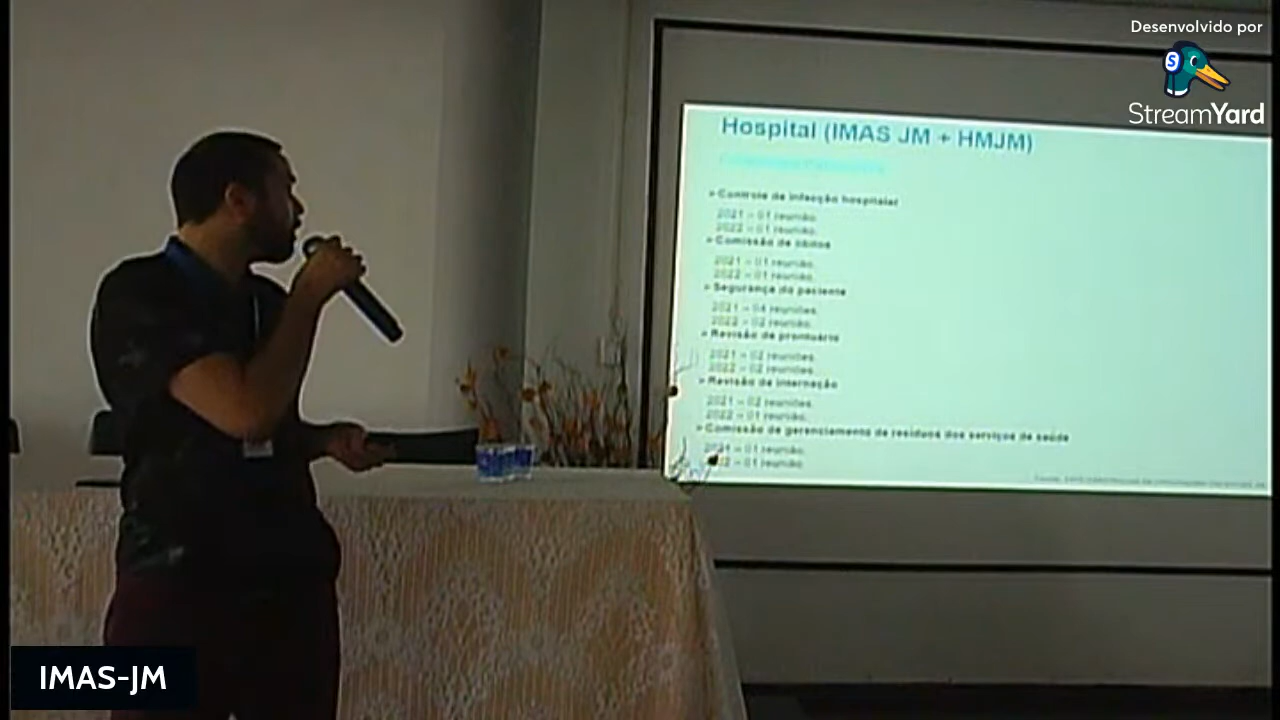 Desenvolvido por
StreamYard
Hospital (IMAS JM + HMJM)
Controle de infecção hospitalar
2021 – 01 reunião.
2022 – 01 reunião.
Comissão de óbitos
2021 – 01 reunião.
2022 – 01 reunião.
Segurança do paciente
2021 – 04 reuniões.
2022 – 02 reunião.
Revisão de prontuário
2021 – 02 reuniões.
2022 – 02 reuniões.
Revisão de internação
2021 – 02 reuniões.
2022 – 01 reunião.
Comissão de gerenciamento de resíduos dos serviços de saúde
2021 – 01 reunião.
– 01 reunião
IMAS-JM